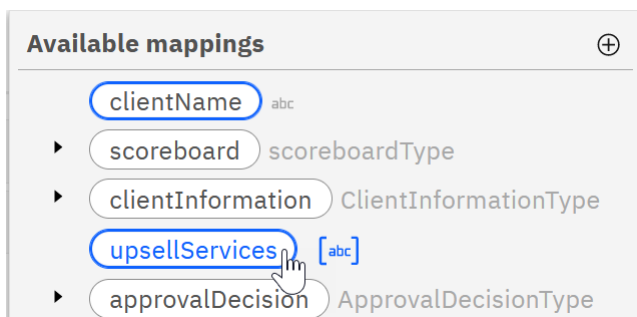 Available mappings
clientName abc
scoreboard scoreboardType
clientInformation ClientInformationType
upsellServices [abc]
approvalDecision ApprovalDecisionType